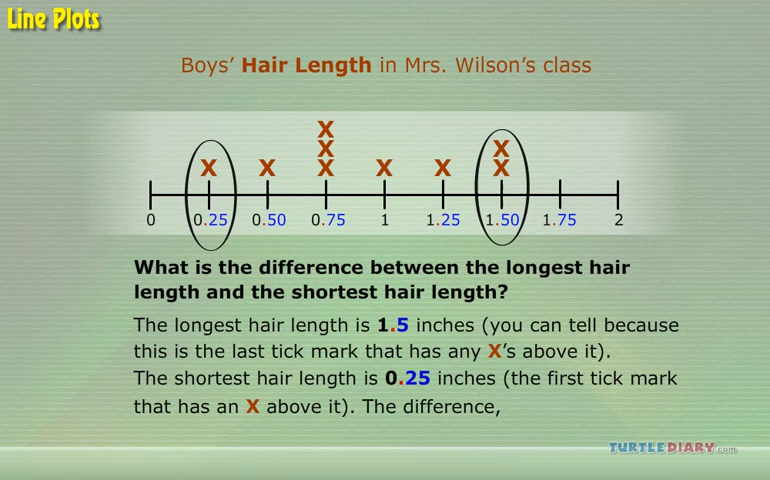 Line Plots
Boys’ Hair Length in Mrs. Wilson’s class
X
X X
X X X X X X
0 0.25 0.50 0.75 1 1.25 1.50 1.75 2
What is the difference between the longest hair
length and the shortest hair length?
The longest hair length is 1.5 inches (you can tell because
this is the last tick mark that has any X’s above it).
The shortest hair length is 0.25 inches (the first tick mark
that has an X above it). The difference,
TURTLEDIARY.com